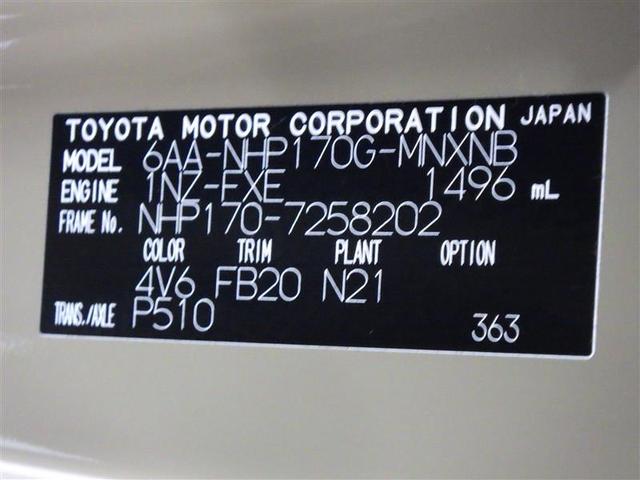 TOYOTA MOTOR CORPORATION JAPAN
MODEL 6AA-NHP170G-MNXNB
ENGINE 1NZ-FXE 1496 mL
FRAME No. NHP170-7258202
COLOR TRIM PLANT OPTION
4V6 FB20 N21
TRANS./AXLE P510 363